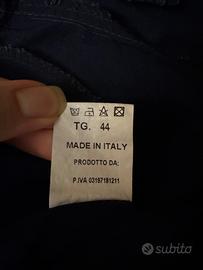 TG. 44
MADE IN ITALY
PRODOTTO DA:
P.IVA 03197181211
subito